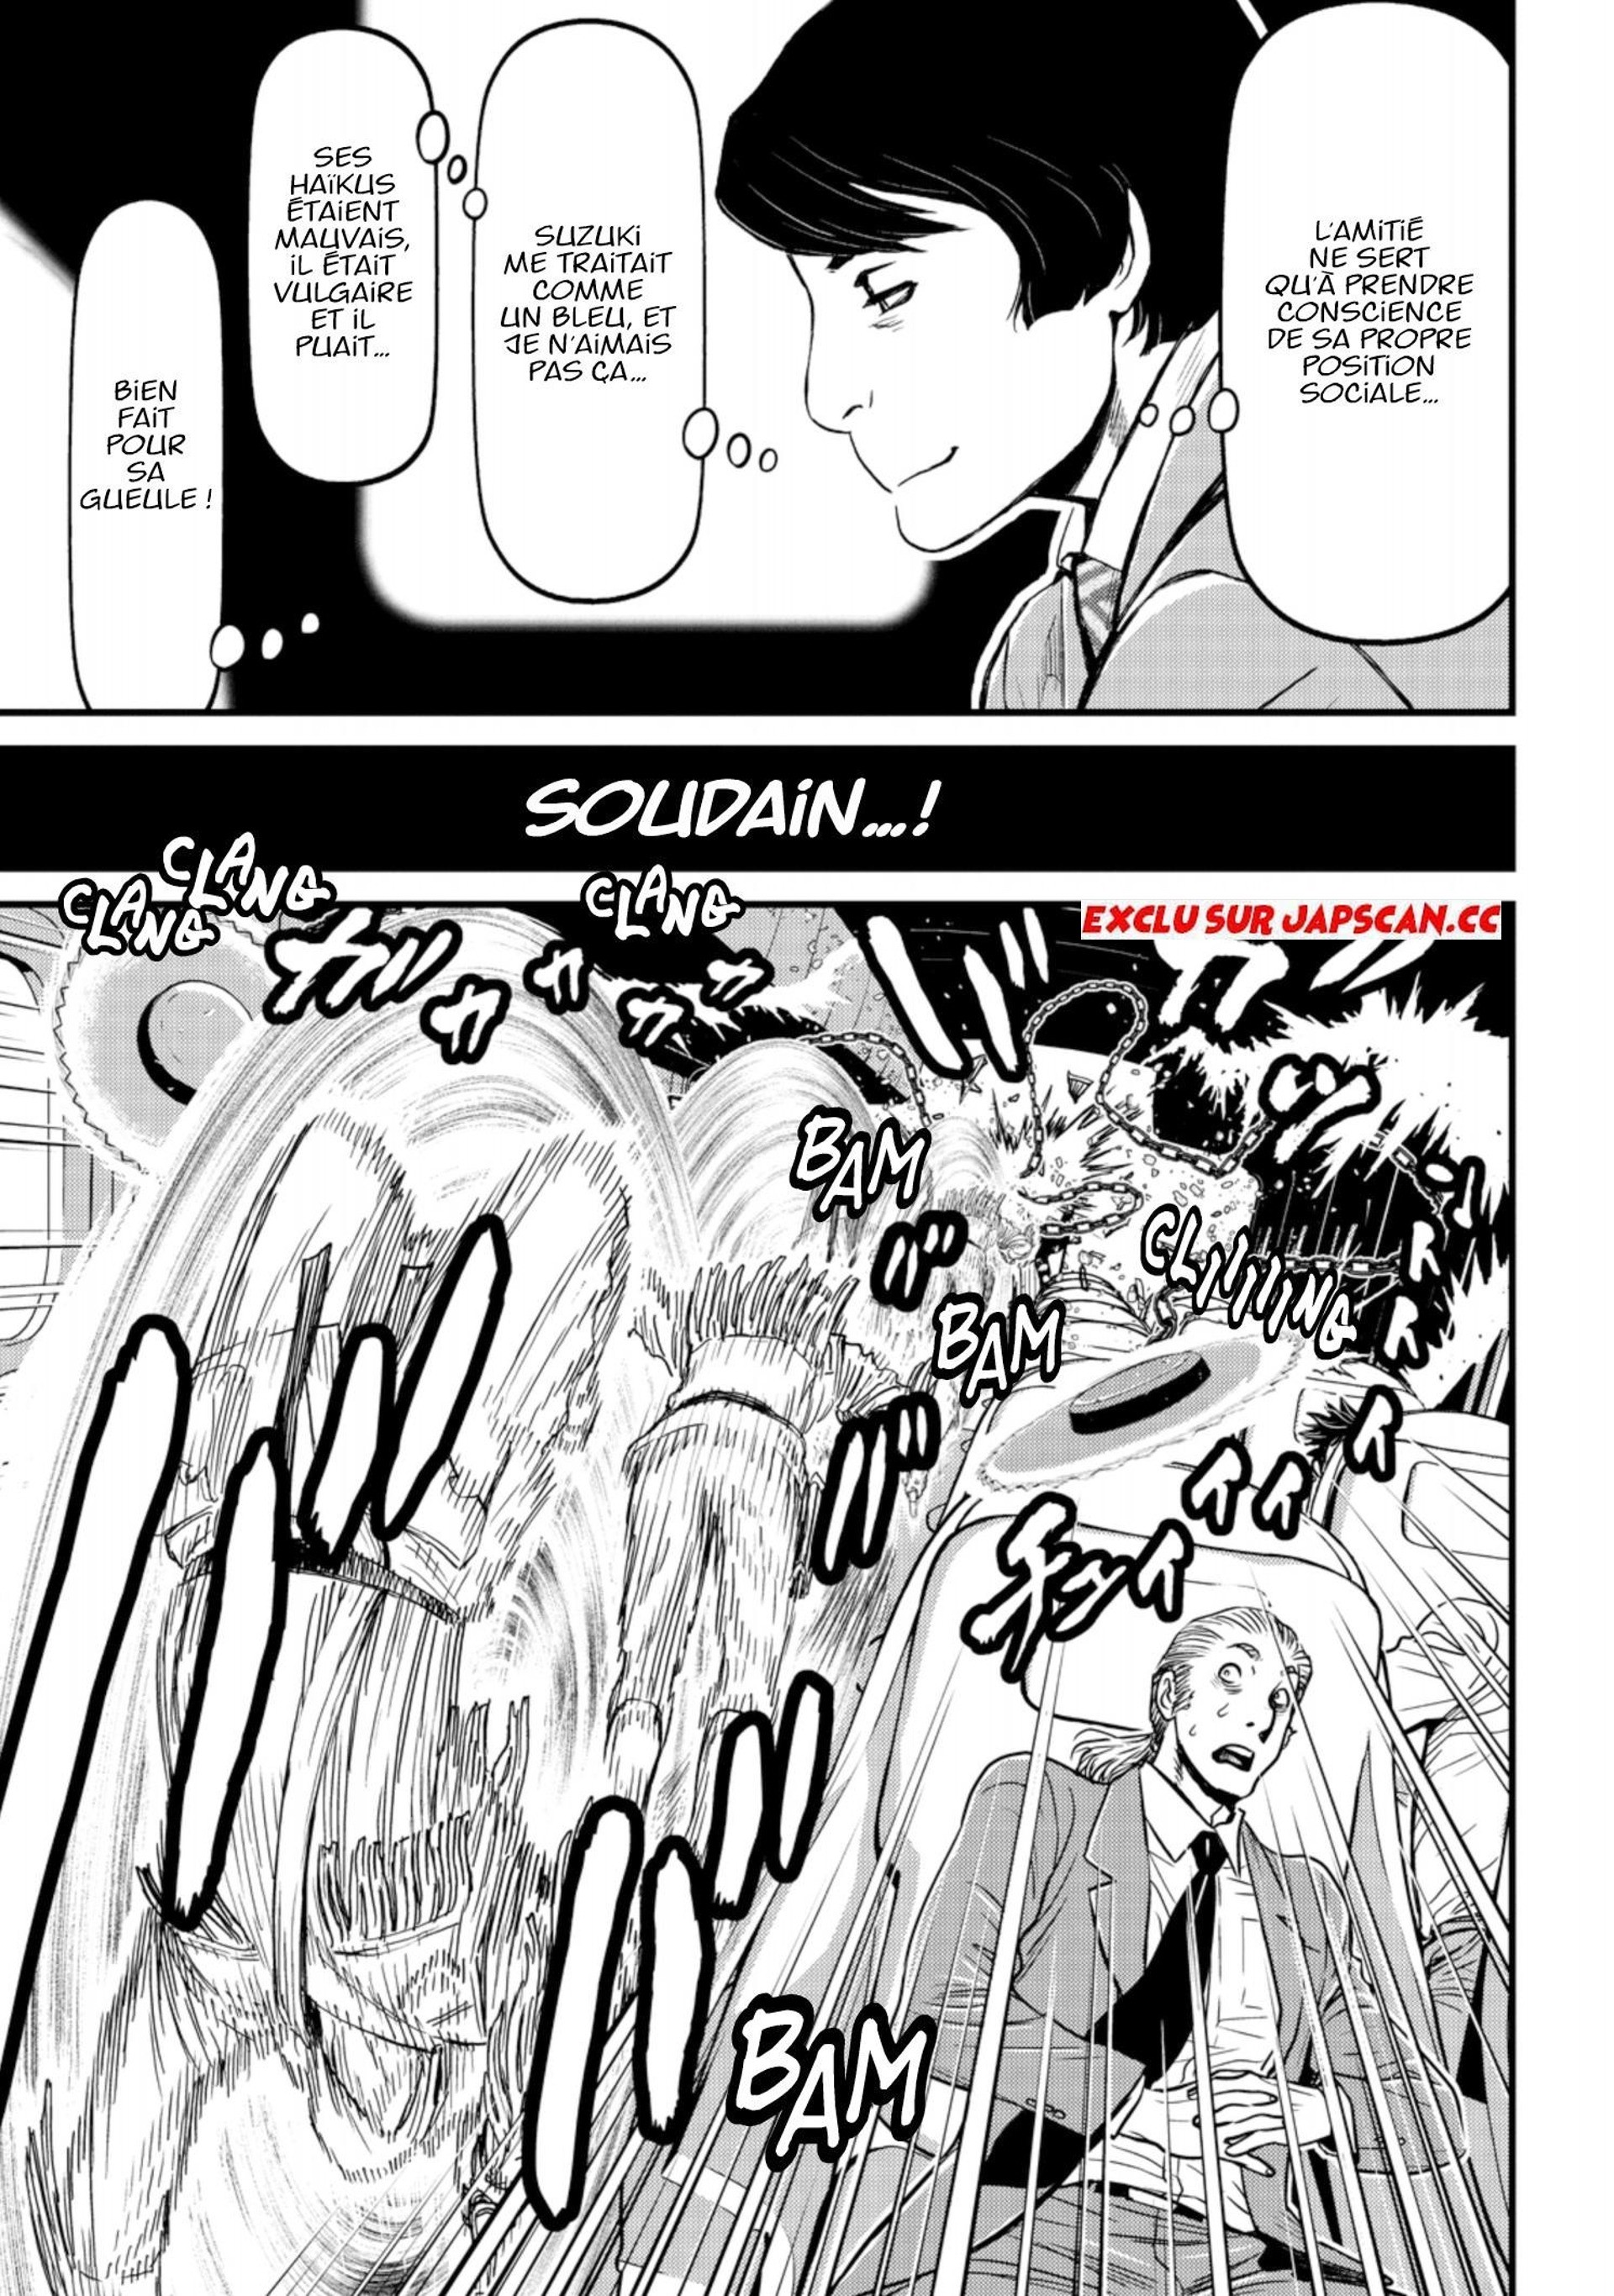 L'AMITIÉ
NE SERT
QU'À PRENDRE
CONSCIENCE
DE SA PROPRE
POSITION
SOCIALE...
SUZUKI
ME TRAITAIT
COMME
UN BLEU, ET
JE N'AIMAIS
PAS ÇA...
SES
HAÏKUS
ÉTAIENT
MAUVAIS,
IL ÉTAIT
VULGAIRE
ET IL
PUAIT...
BIEN
FAIT
POUR
SA
GUEULE !
SOUDAIN...!
EXCLU SUR JAPSCAN.CC
CLANG
CLANG
CLANG
BAM
CLIIIIING
BAM
BAM